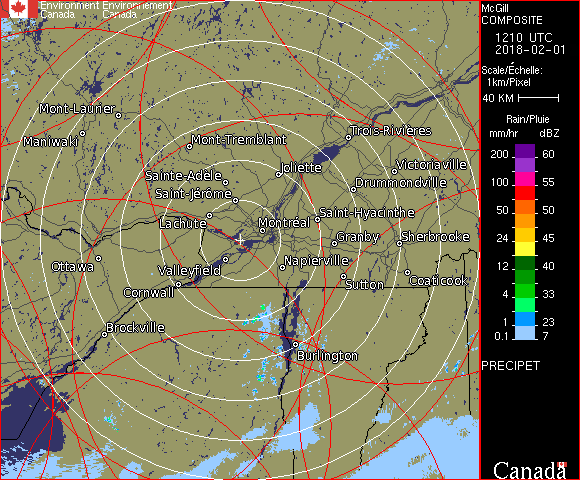 Environment Environnement
Canada Canada
McGill
COMPOSITE
1210 UTC
2018-02-01
Scale/Échelle:
1km/Pixel
40 KM
Rain/Pluie
mm/hr dBZ
200 60
100 55
50 50
24 45
12 40
4 33
1 23
0.1 7
PRECIPET
Canada
Mont-Laurier
Maniwaki
Mont-Tremblant
Trois-Rivières
Joliette
Victoriaville
Sainte-Adèle
Drummondville
Saint-Jérôme
Saint-Hyacinthe
Lachute
Montréal
Granby
Sherbrooke
Ottawa
Valleyfield
Napierville
Coaticook
Sutton
Cornwall
Brockville
Burlington